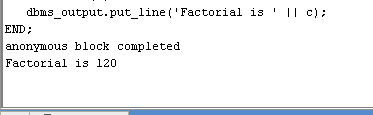 dbms_output.put_line('Factorial is ' || c);
END;
anonymous block completed
Factorial is 120